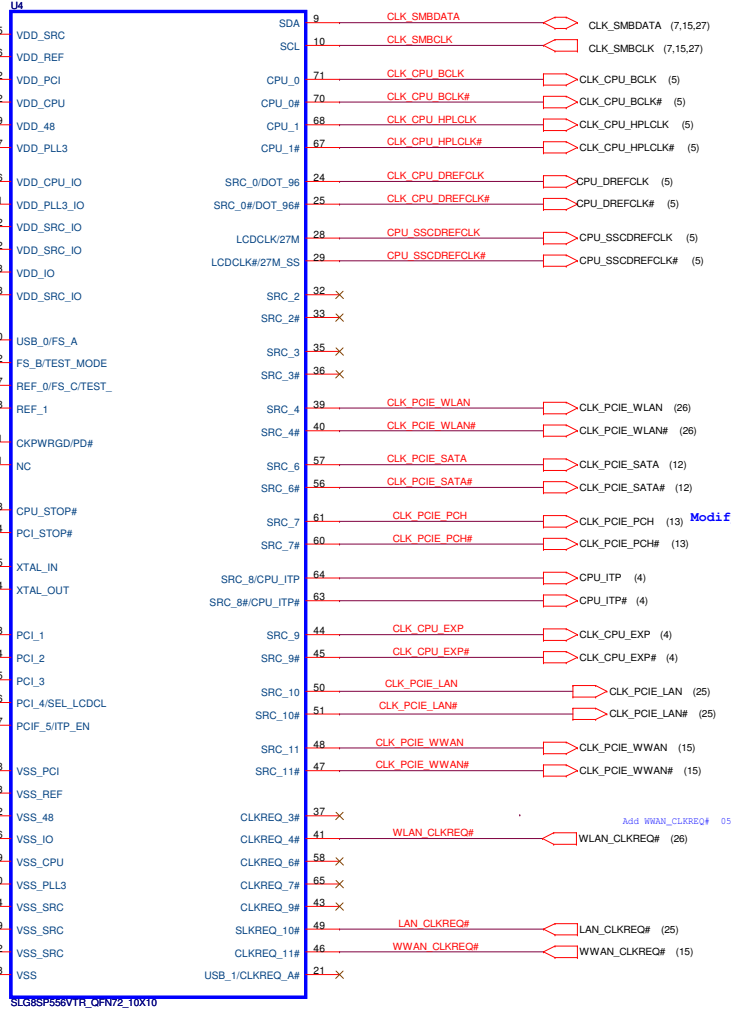 U4
SDA 9 CLK_SMBDATA CLK_SMBDATA (7,15,27)
VDD_SRC
SCL 10 CLK_SMBCLK CLK_SMBCLK (7,15,27)
VDD_REF
VDD_PCI CPU_0 71 CLK_CPU_BCLK CLK_CPU_BCLK (5)
VDD_CPU CPU_0# 70 CLK_CPU_BCLK# CLK_CPU_BCLK# (5)
VDD_48 CPU_1 68 CLK_CPU_HPLCLK CLK_CPU_HPLCLK (5)
VDD_PLL3 CPU_1# 67 CLK_CPU_HPLCLK# CLK_CPU_HPLCLK# (5)
VDD_CPU_IO SRC_0/DOT_96 24 CLK_CPU_DREFCLK CPU_DREFCLK (5)
VDD_PLL3_IO SRC_0#/DOT_96# 25 CLK_CPU_DREFCLK# CPU_DREFCLK# (5)
VDD_SRC_IO
LCDCLK/27M 28 CPU_SSCDREFCLK CPU_SSCDREFCLK (5)
VDD_SRC_IO
LCDCLK#/27M_SS 29 CPU_SSCDREFCLK# CPU_SSCDREFCLK# (5)
VDD_IO
VDD_SRC_IO SRC_2 32
SRC_2# 33
USB_0/FS_A
SRC_3 35
FS_B/TEST_MODE
SRC_3# 36
REF_0/FS_C/TEST_
REF_1 SRC_4 39 CLK_PCIE_WLAN CLK_PCIE_WLAN (26)
SRC_4# 40 CLK_PCIE_WLAN# CLK_PCIE_WLAN# (26)
CKPWRGD/PD#
NC SRC_6 57 CLK_PCIE_SATA CLK_PCIE_SATA (12)
SRC_6# 56 CLK_PCIE_SATA# CLK_PCIE_SATA# (12)
CPU_STOP#
SRC_7 61 CLK_PCIE_PCH CLK_PCIE_PCH (13) Modif
PCI_STOP#
SRC_7# 60 CLK_PCIE_PCH# CLK_PCIE_PCH# (13)
XTAL_IN
SRC_8/CPU_ITP 64 CPU_ITP (4)
XTAL_OUT
SRC_8#/CPU_ITP# 63 CPU_ITP# (4)
PCI_1 SRC_9 44 CLK_CPU_EXP CLK_CPU_EXP (4)
PCI_2 SRC_9# 45 CLK_CPU_EXP# CLK_CPU_EXP# (4)
PCI_3
SRC_10 50 CLK_PCIE_LAN CLK_PCIE_LAN (25)
PCI_4/SEL_LCDCL
SRC_10# 51 CLK_PCIE_LAN# CLK_PCIE_LAN# (25)
PCIF_5/ITP_EN
SRC_11 48 CLK_PCIE_WWAN CLK_PCIE_WWAN (15)
VSS_PCI SRC_11# 47 CLK_PCIE_WWAN# CLK_PCIE_WWAN# (15)
VSS_REF
VSS_48 CLKREQ_3# 37
Add WWAN_CLKREQ# 05
VSS_IO CLKREQ_4# 41 WLAN_CLKREQ# WLAN_CLKREQ# (26)
VSS_CPU CLKREQ_6# 58
VSS_PLL3 CLKREQ_7# 65
VSS_SRC CLKREQ_9# 43
VSS_SRC SLKREQ_10# 49 LAN_CLKREQ# LAN_CLKREQ# (25)
VSS_SRC CLKREQ_11# 46 WWAN_CLKREQ# WWAN_CLKREQ# (15)
VSS USB_1/CLKREQ_A# 21
SLG8SP556VTR_QFN72_10X10